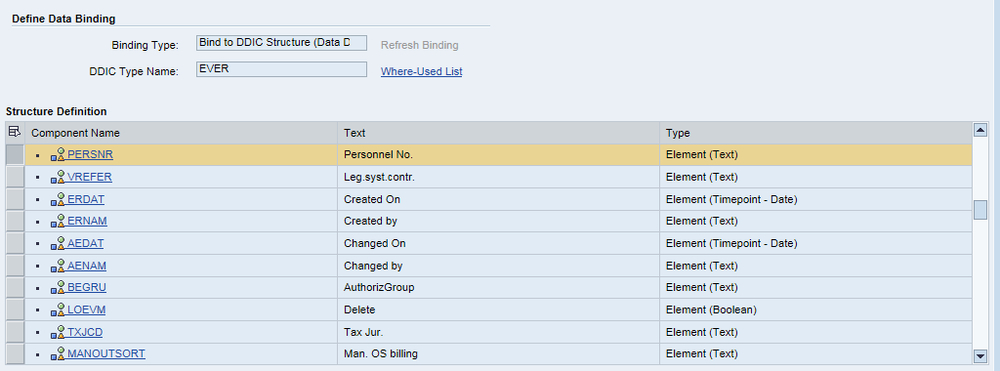 Define Data Binding
Binding Type: Bind to DDIC Structure (Data D Refresh Binding
DDIC Type Name: EVER Where-Used List
Structure Definition
Component Name Text Type
PERSNR Personnel No. Element (Text)
VREFER Leg.syst.contr. Element (Text)
ERDAT Created On Element (Timepoint - Date)
ERNAM Created by Element (Text)
AEDAT Changed On Element (Timepoint - Date)
AENAM Changed by Element (Text)
BEGRU AuthorizGroup Element (Text)
LOEVM Delete Element (Boolean)
TXJCD Tax Jur. Element (Text)
MANOUTSORT Man. OS billing Element (Text)